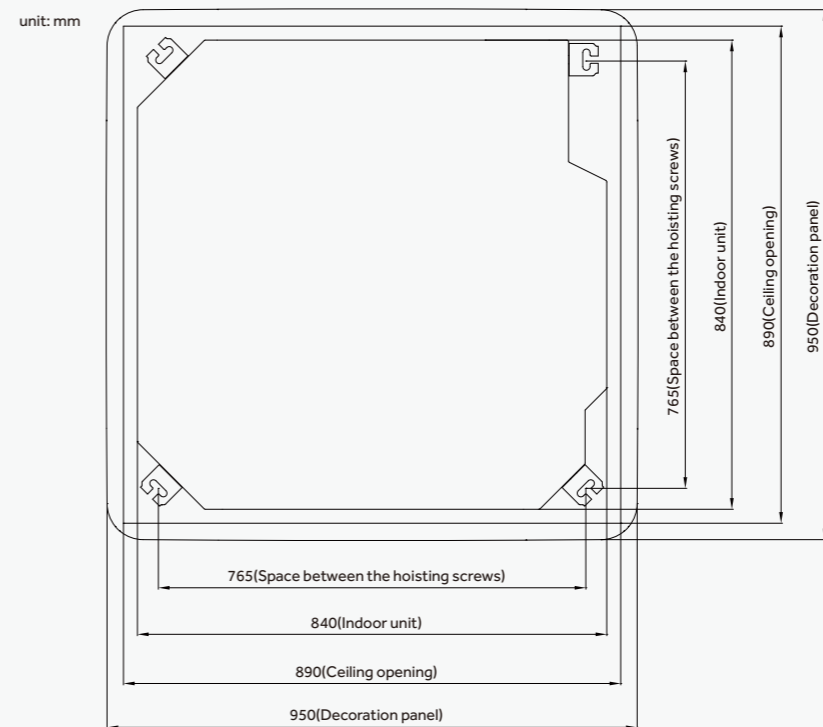 unit: mm
765(Space between the hoisting screws)
840(Indoor unit)
890(Ceiling opening)
950(Decoration panel)
765(Space between the hoisting screws)
840(Indoor unit)
890(Ceiling opening)
950(Decoration panel)